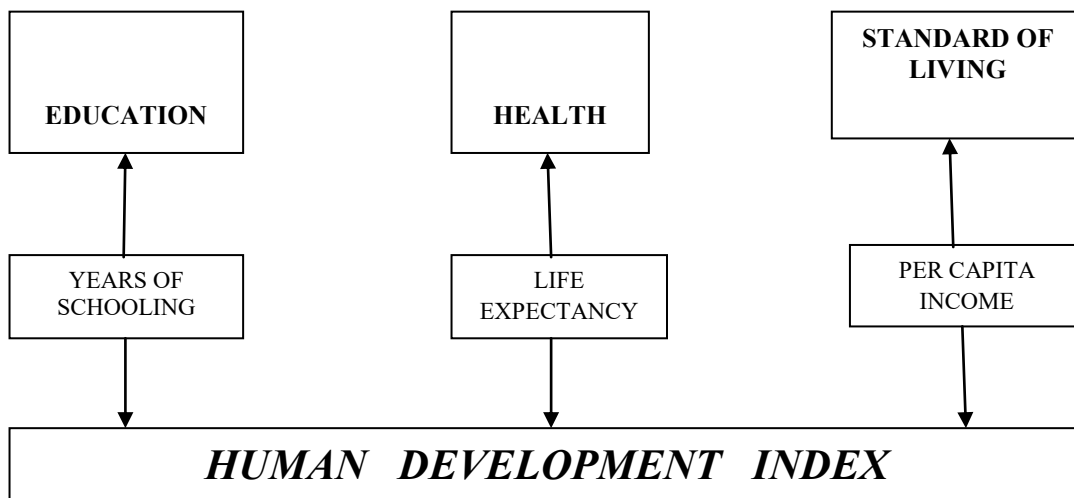 EDUCATION
HEALTH
STANDARD OF
LIVING
YEARS OF
SCHOOLING
LIFE
EXPECTANCY
PER CAPITA
INCOME
HUMAN DEVELOPMENT INDEX